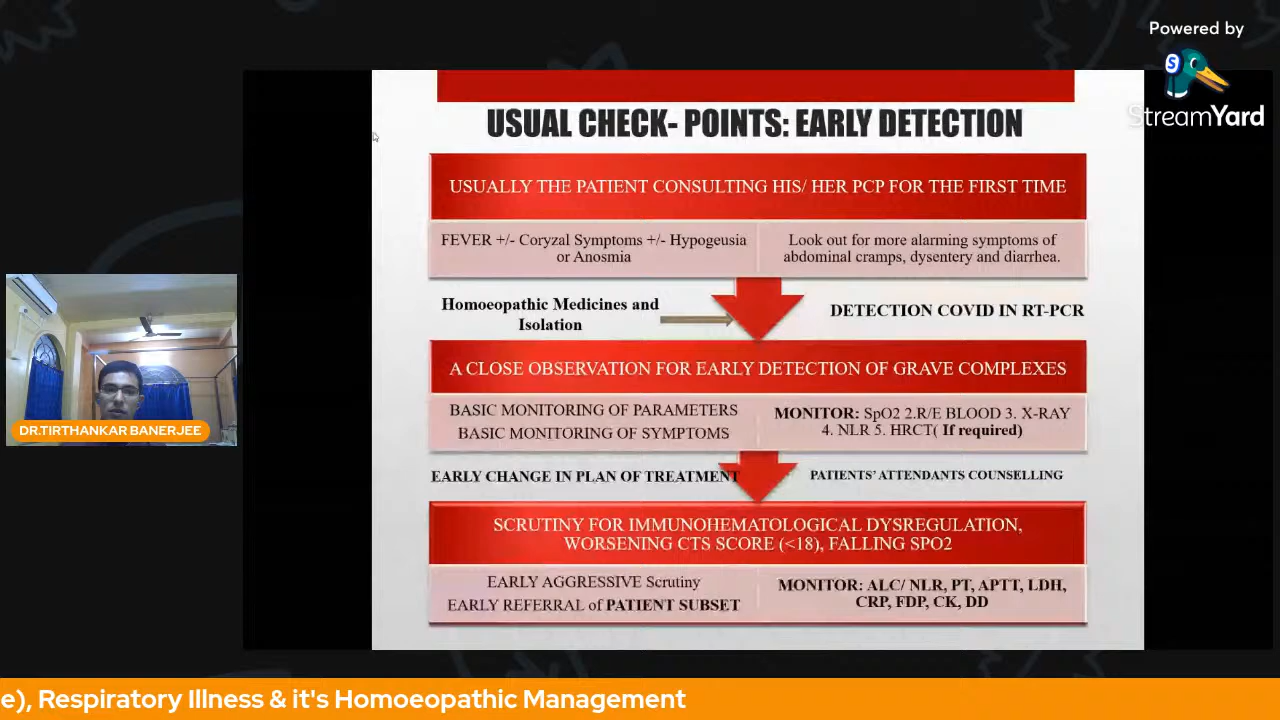 Powered by
S
StreamYard
USUAL CHECK- POINTS: EARLY DETECTION
USUALLY THE PATIENT CONSULTING HIS/ HER PCP FOR THE FIRST TIME
FEVER +/- Coryzal Symptoms +/- Hypogeusia
or Anosmia
Look out for more alarming symptoms of
abdominal cramps, dysentery and diarrhea.
Homoeopathic Medicines and
Isolation
DETECTION COVID IN RT-PCR
A CLOSE OBSERVATION FOR EARLY DETECTION OF GRAVE COMPLEXES
BASIC MONITORING OF PARAMETERS
BASIC MONITORING OF SYMPTOMS
MONITOR: SpO2 2.R/E BLOOD 3. X-RAY
4. NLR 5. HRCT( If required)
EARLY CHANGE IN PLAN OF TREATMENT
PATIENTS' ATTENDANTS COUNSELLING
SCRUTINY FOR IMMUNOHEMATOLOGICAL DYSREGULATION,
WORSENING CTS SCORE (<18), FALLING SPO2
EARLY AGGRESSIVE Scrutiny
EARLY REFERRAL of PATIENT SUBSET
MONITOR: ALC/ NLR, PT, APTT, LDH,
CRP, FDP, CK, DD
DR.TIRTHANKAR BANERJEE
e), Respiratory Illness & it's Homoeopathic Management